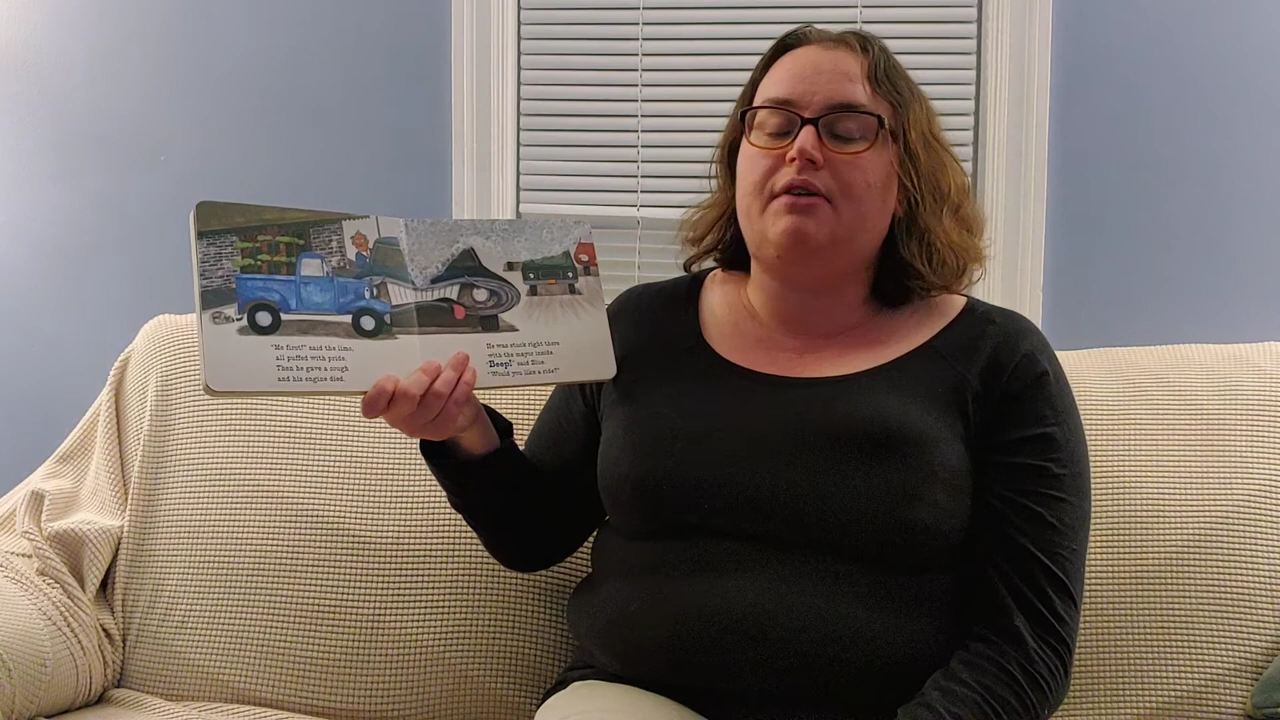 "Me first!" said the limo,
all puffed with pride.
Then he gave a cough
and his engine died.
He was stuck right there
with the mayor inside.
"Beep!" said Blue.
"Would you like a ride?"